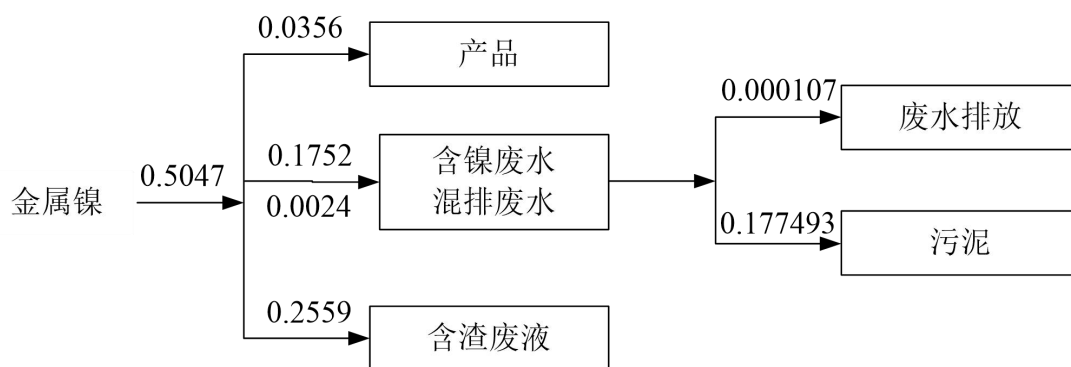 0.0356
产品
0.000107
废水排放
0.5047
0.1752
含镍废水
金属镍
0.0024
混排废水
0.177493
污泥
0.2559
含渣废液